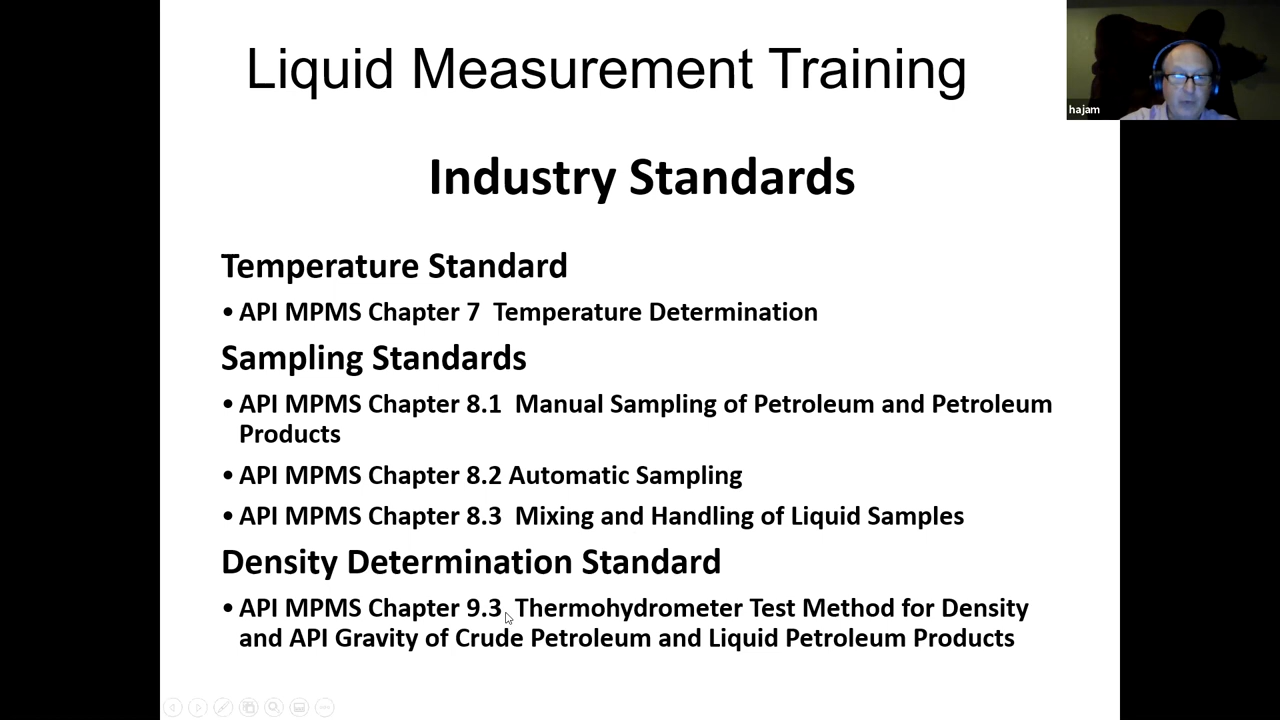 Liquid Measurement Training
hajam
Industry Standards
Temperature Standard
• API MPMS Chapter 7  Temperature Determination
Sampling Standards
• API MPMS Chapter 8.1  Manual Sampling of Petroleum and Petroleum
Products
• API MPMS Chapter 8.2 Automatic Sampling
• API MPMS Chapter 8.3  Mixing and Handling of Liquid Samples
Density Determination Standard
• API MPMS Chapter 9.3  Thermohydrometer Test Method for Density
and API Gravity of Crude Petroleum and Liquid Petroleum Products